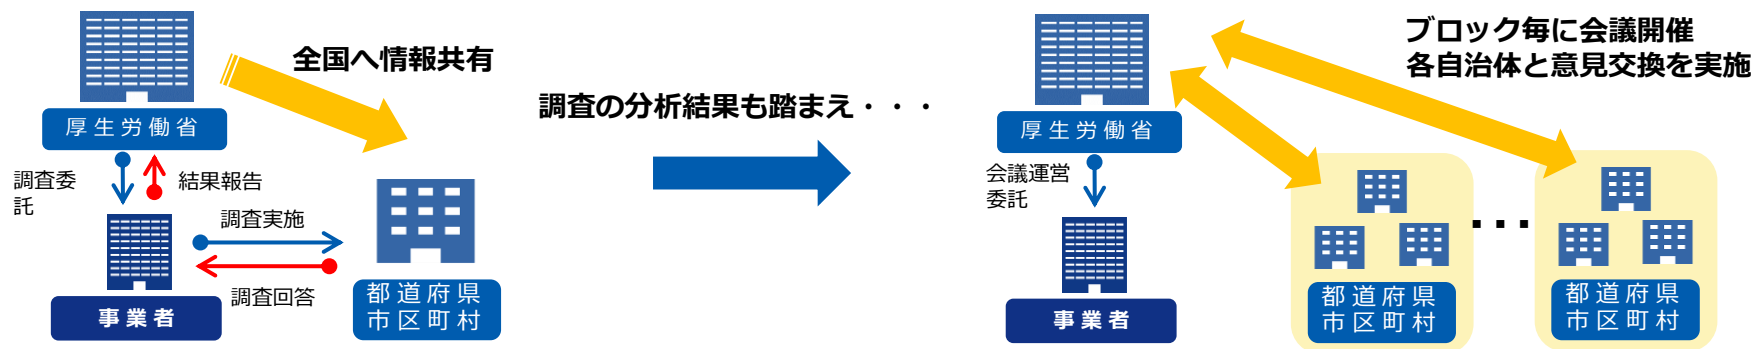 全国へ情報共有
厚生労働省
調査委
託
結果報告
調査実施
調査回答
事業者
都道府県
市区町村
調査の分析結果も踏まえ・・・
ブロック毎に会議開催
各自治体と意見交換を実施
厚生労働省
会議運営
委託
事業者
都道府県
市区町村
・・・
都道府県
市区町村